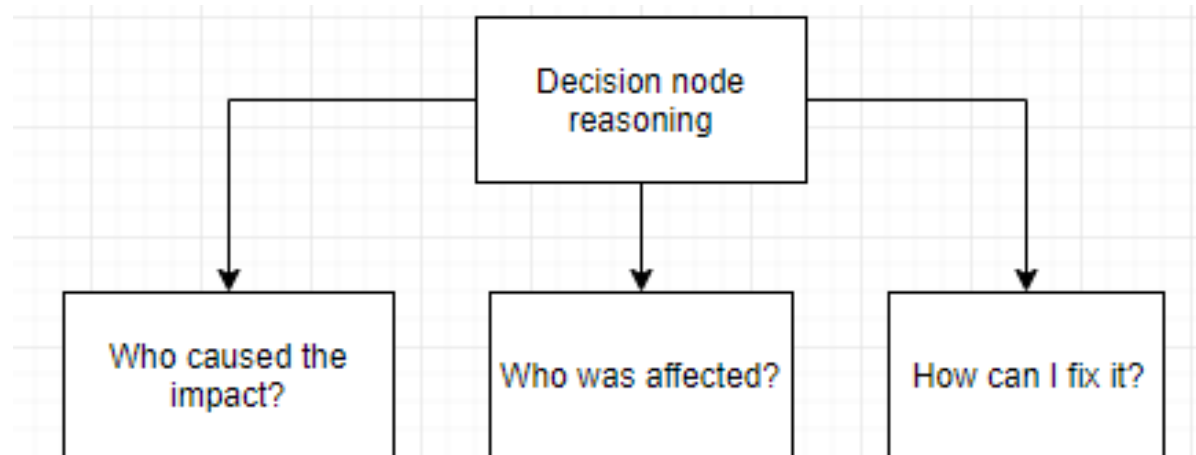 Decision node
reasoning
Who caused the
impact?
Who was affected?
How can I fix it?